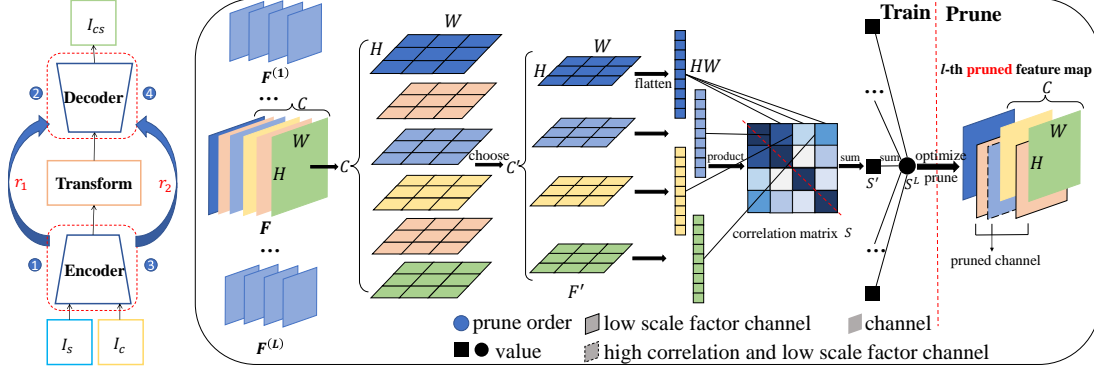 I_cs
Decoder
2
4
r_1
r_2
Transform
Encoder
1
3
I_s
I_c
F^(1)
...
C
W
H
F
...
F^(L)
C
W
H
choose
C'
W
H
F'
flatten
HW
product
correlation matrix S
sum
S'
...
...
sum
S^L
Train
Prune
optimize
prune
l-th pruned feature map
C
W
H
pruned channel
prune order
low scale factor channel
channel
value
high correlation and low scale factor channel